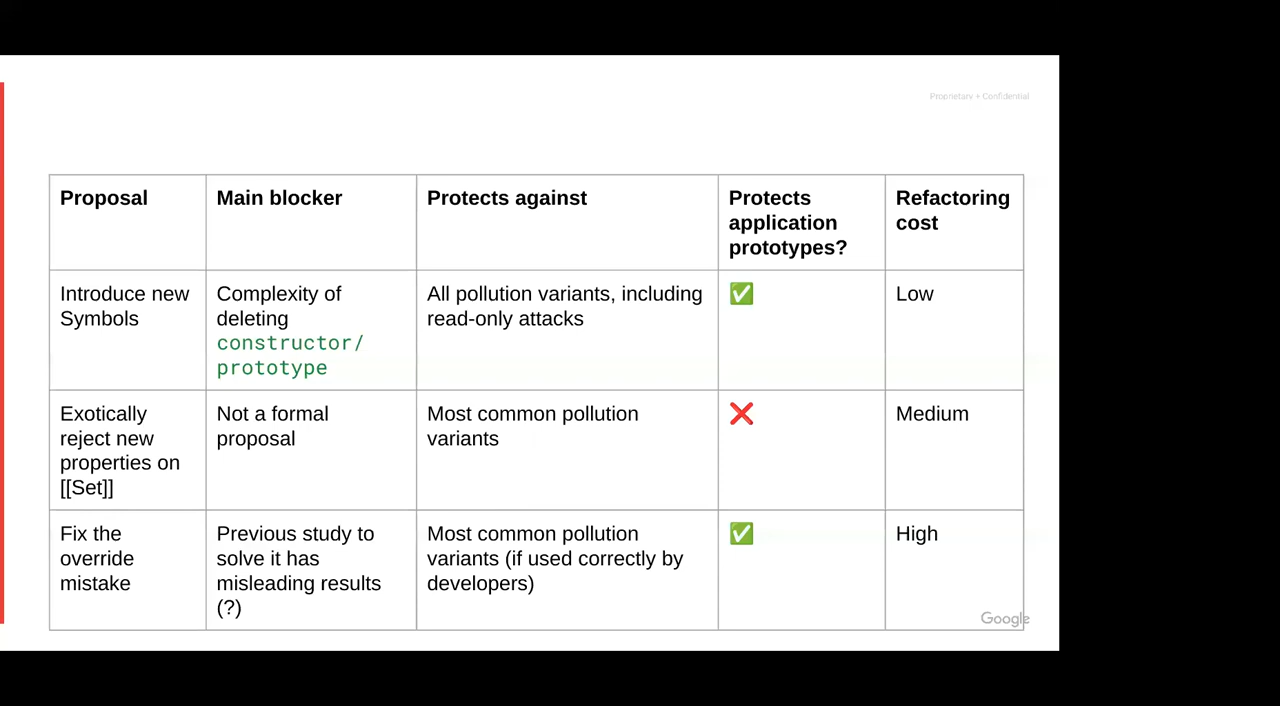 Proprietary + Confidential
Proposal
Main blocker
Protects against
Protects
application
prototypes?
Refactoring
cost
Introduce new
Symbols
Complexity of
deleting
constructor/
prototype
All pollution variants, including
read-only attacks
✅
Low
Exotically
reject new
properties on
[[Set]]
Not a formal
proposal
Most common pollution
variants
❌
Medium
Fix the
override
mistake
Previous study to
solve it has
misleading results
(?)
Most common pollution
variants (if used correctly by
developers)
✅
High
Google